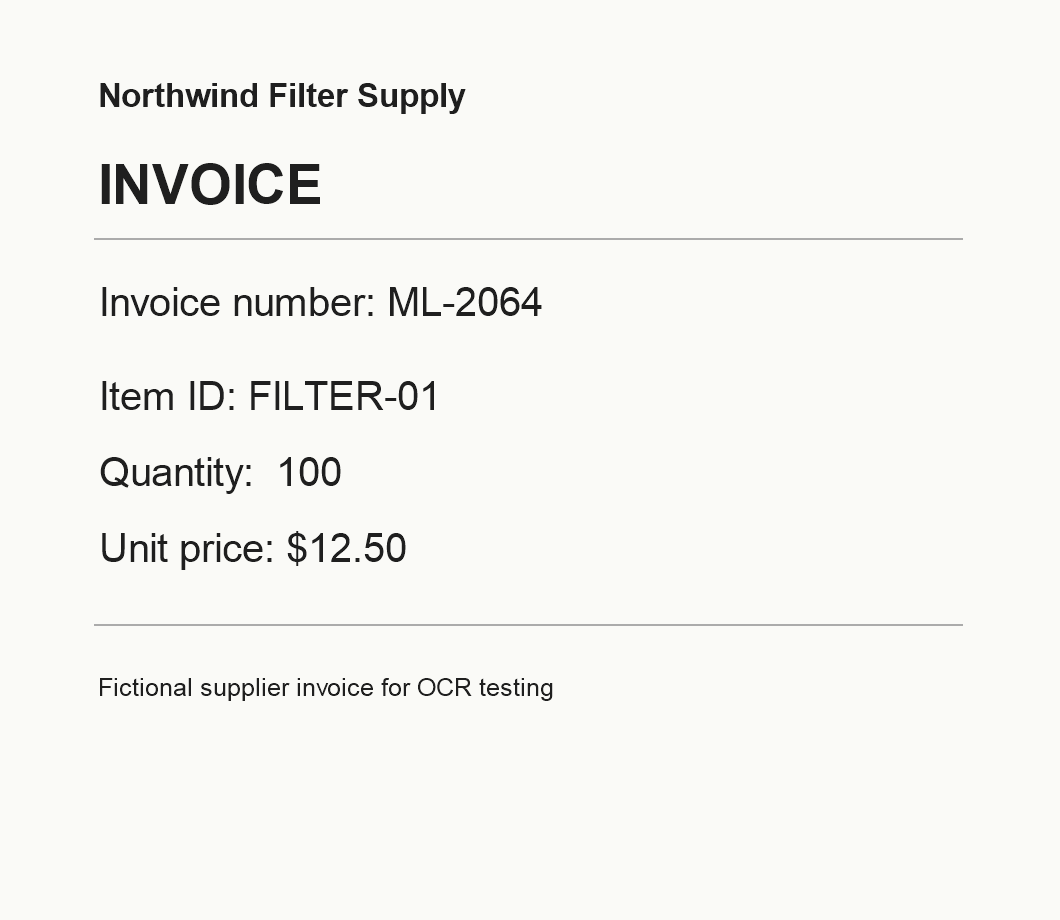 Northwind Filter Supply
INVOICE
Invoice number: ML-2064
Item ID: FILTER-01
Quantity:  100
Unit price: $12.50
Fictional supplier invoice for OCR testing